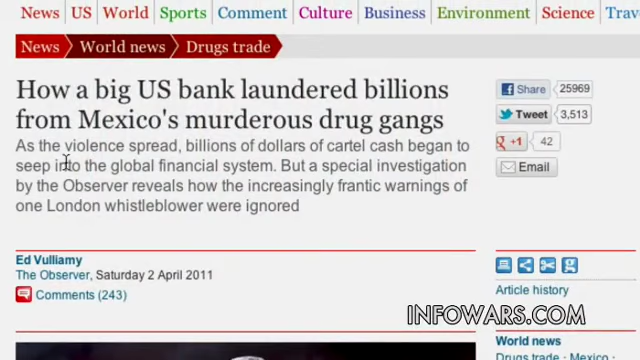 News US World Sports Comment Culture Business Environment Science Trav
News World news Drugs trade
How a big US bank laundered billions
from Mexico's murderous drug gangs
As the violence spread, billions of dollars of cartel cash began to
seep into the global financial system. But a special investigation
by the Observer reveals how the increasingly frantic warnings of
one London whistleblower were ignored
Share 25969
Tweet 3,513
+1 42
Email
Ed Vulliamy
The Observer, Saturday 2 April 2011
Comments (243)
Article history
INFOWARS.COM
World news
Drugs trade · Mexico